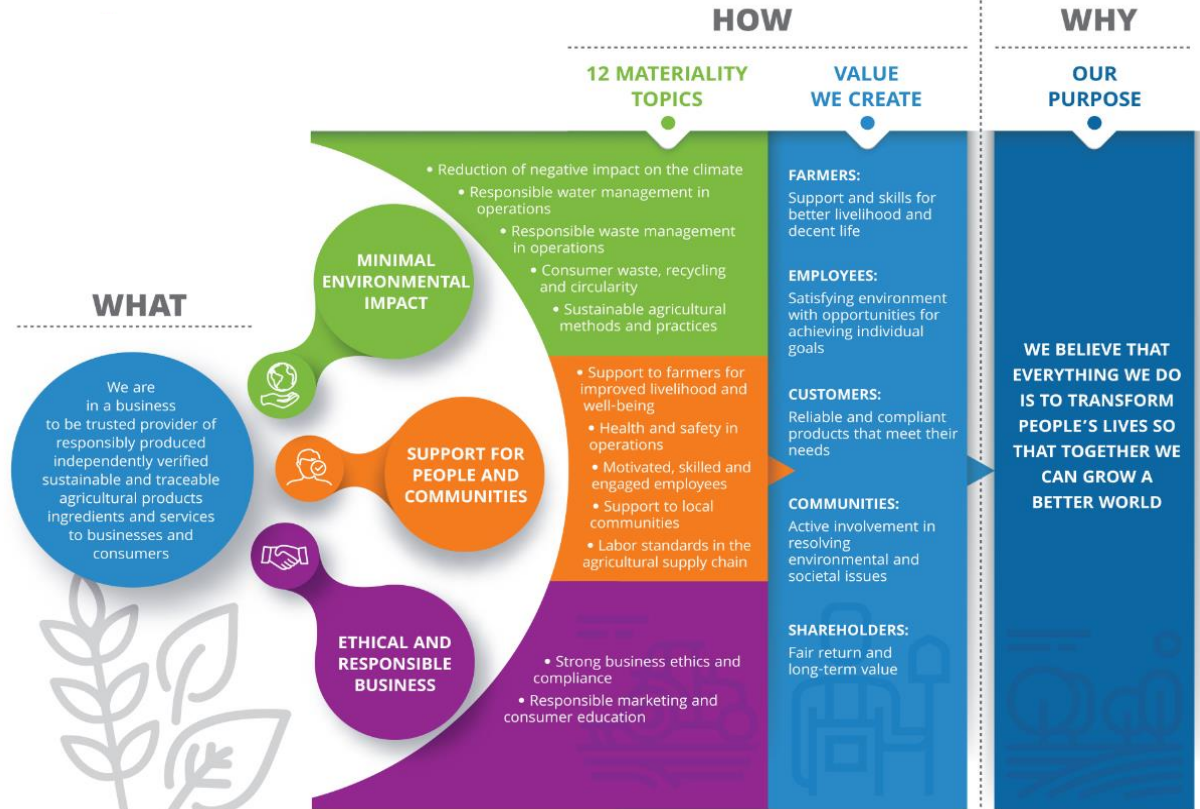 WHAT
We are
in a business
to be trusted provider of
responsibly produced
independently verified
sustainable and traceable
agricultural products
ingredients and services
to businesses and
consumers
MINIMAL
ENVIRONMENTAL
IMPACT
SUPPORT FOR
PEOPLE AND
COMMUNITIES
ETHICAL AND
RESPONSIBLE
BUSINESS
HOW
12 MATERIALITY
TOPICS
• Reduction of negative impact on the climate
• Responsible water management in
operations
• Responsible waste management
in operations
• Consumer waste, recycling
and circularity
• Sustainable agricultural
methods and practices
• Support to farmers for
improved livelihood and
well-being
• Health and safety in
operations
• Motivated, skilled and
engaged employees
• Support to local
communities
• Labor standards in the
agricultural supply chain
• Strong business ethics and
compliance
• Responsible marketing and
consumer education
VALUE
WE CREATE
FARMERS:
Support and skills for
better livelihood and
decent life
EMPLOYEES:
Satisfying environment
with opportunities for
achieving individual
goals
CUSTOMERS:
Reliable and compliant
products that meet their
needs
COMMUNITIES:
Active involvement in
resolving
environmental and
societal issues
SHAREHOLDERS:
Fair return and
long-term value
WHY
OUR
PURPOSE
WE BELIEVE THAT
EVERYTHING WE DO
IS TO TRANSFORM
PEOPLE'S LIVES SO
THAT TOGETHER WE
CAN GROW A
BETTER WORLD